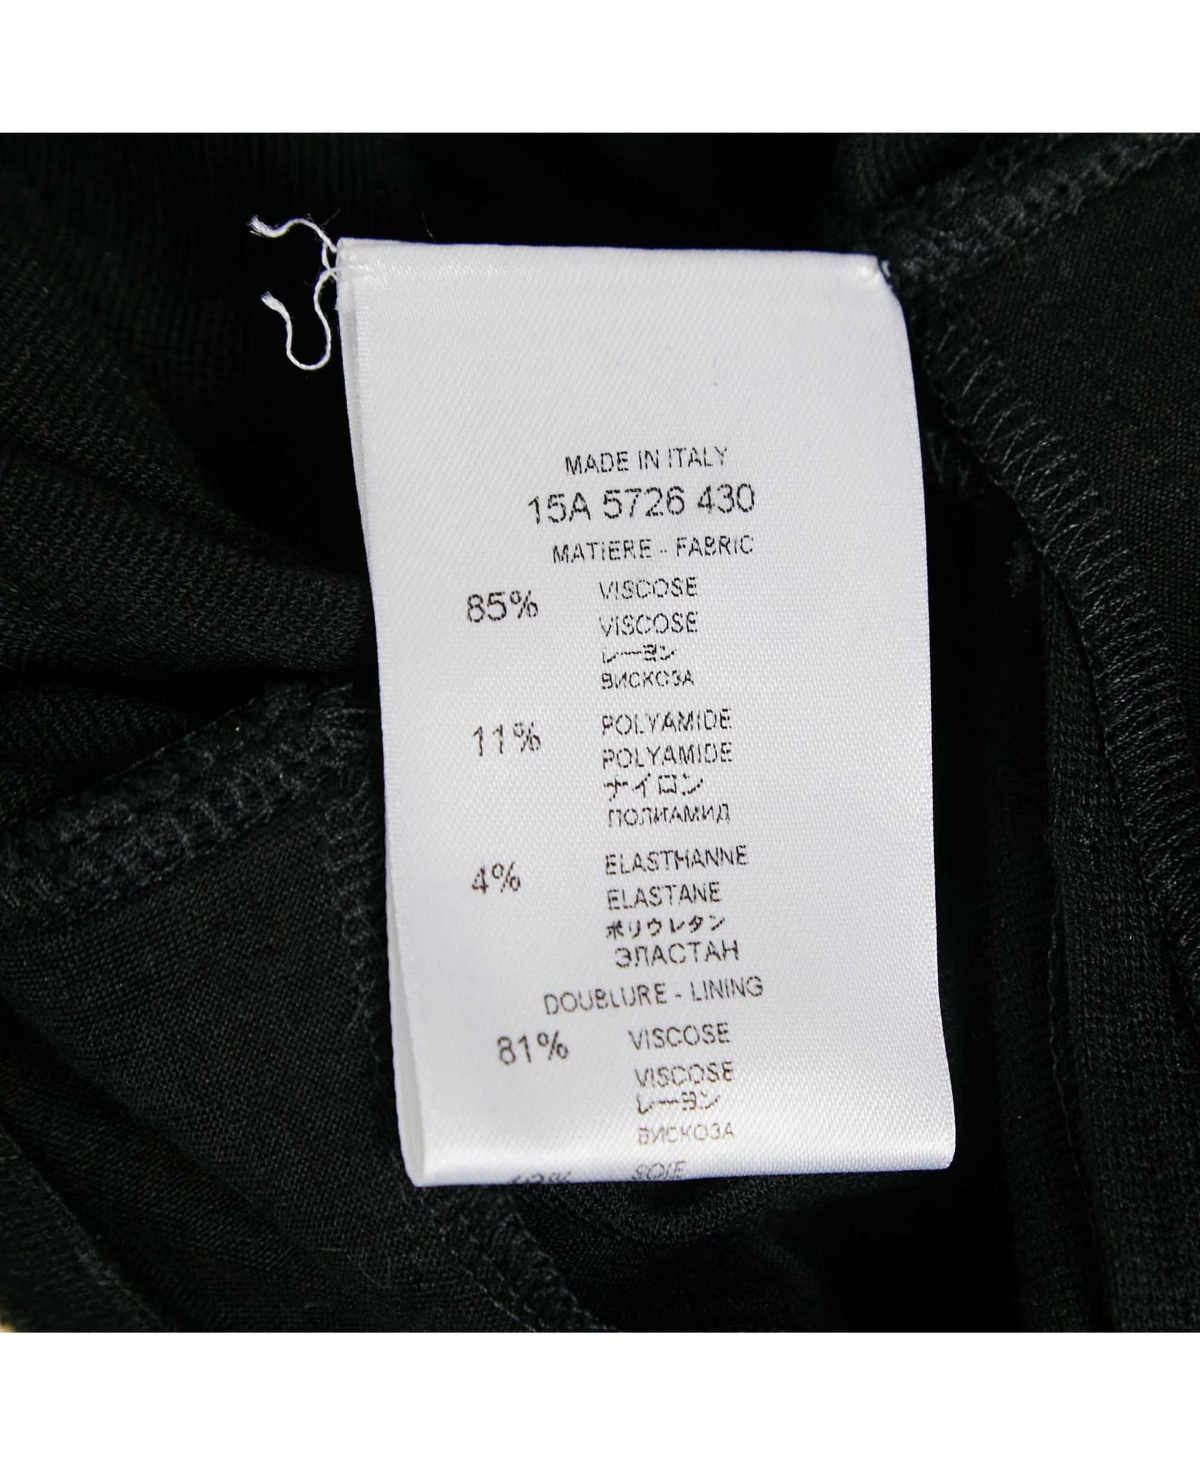 MADE IN ITALY
15A 5726 430
MATIERE - FABRIC
85% VISCOSE
VISCOSE
レーヨン
ВИСКОЗА
11% POLYAMIDE
POLYAMIDE
ナイロン
ПОЛИАМИД
4% ELASTHANNE
ELASTANE
ポリウレタン
ЭЛАСТАН
DOUBLURE - LINING
81% VISCOSE
VISCOSE
レーヨン
ВИСКОЗА
SOIE